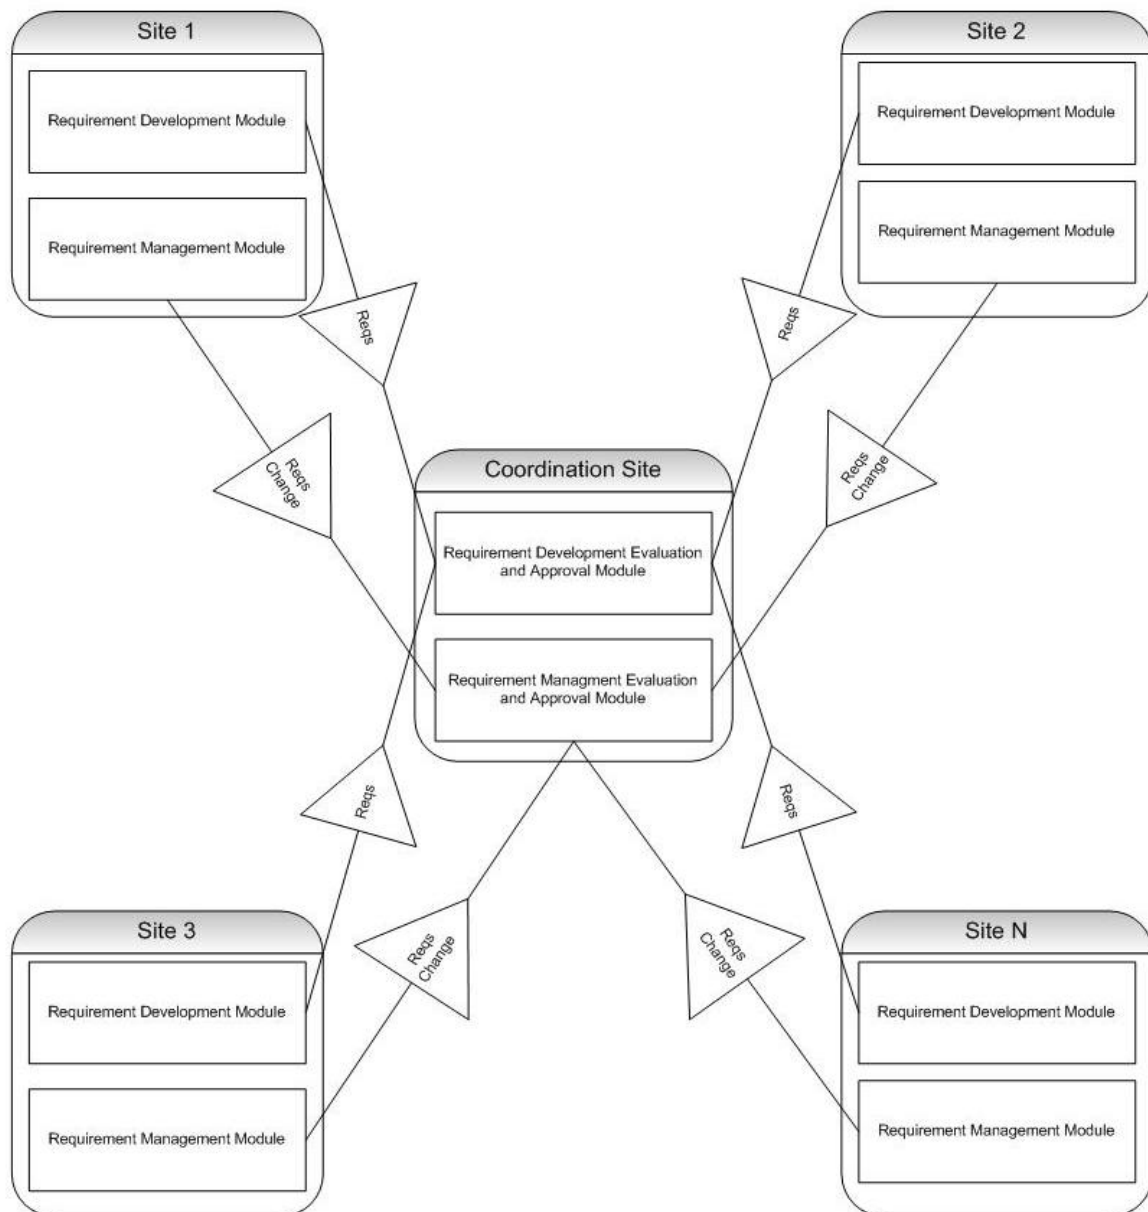 Site 1
Requirement Development Module
Requirement Management Module
Site 2
Requirement Development Module
Requirement Management Module
Reqs
Reqs
Reqs
Change
Reqs
Change
Coordination Site
Requirement Development Evaluation
and Approval Module
Requirement Managment Evaluation
and Approval Module
Reqs
Reqs
Reqs
Change
Reqs
Change
Site 3
Requirement Development Module
Requirement Management Module
Site N
Requirement Development Module
Requirement Management Module